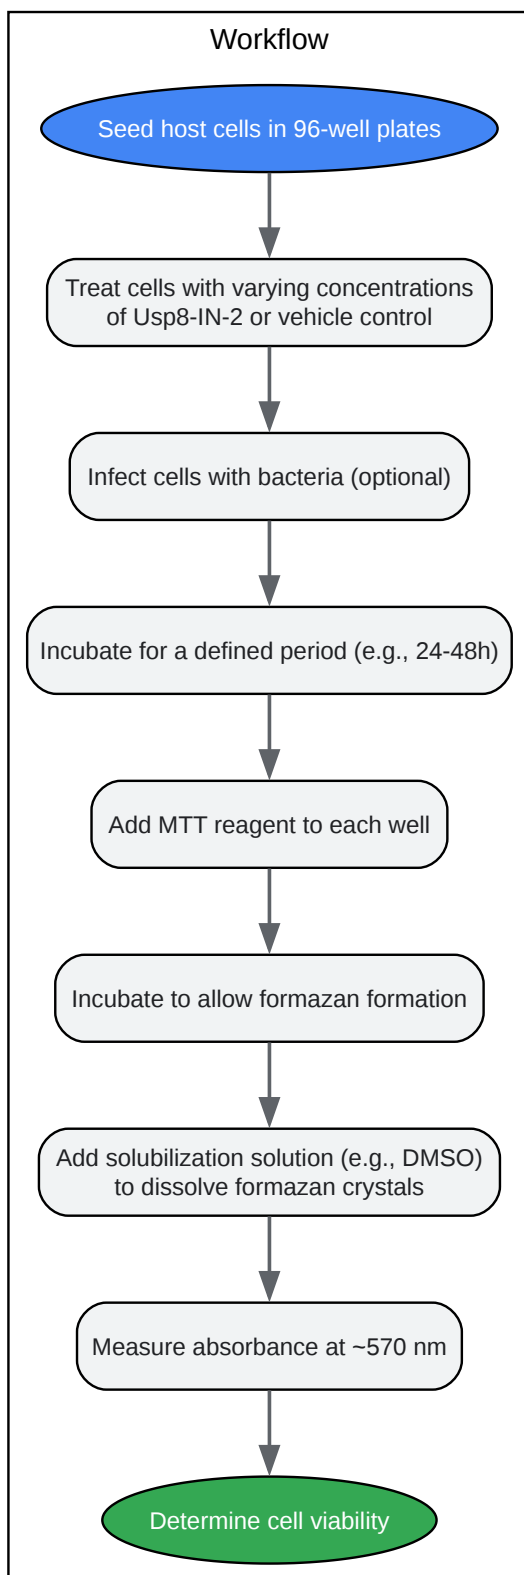 Workflow
Seed host cells in 96-well plates
Treat cells with varying concentrations
of Usp8-IN-2 or vehicle control
Infect cells with bacteria (optional)
Incubate for a defined period (e.g., 24-48h)
Add MTT reagent to each well
Incubate to allow formazan formation
Add solubilization solution (e.g., DMSO)
to dissolve formazan crystals
Measure absorbance at ~570 nm
Determine cell viability